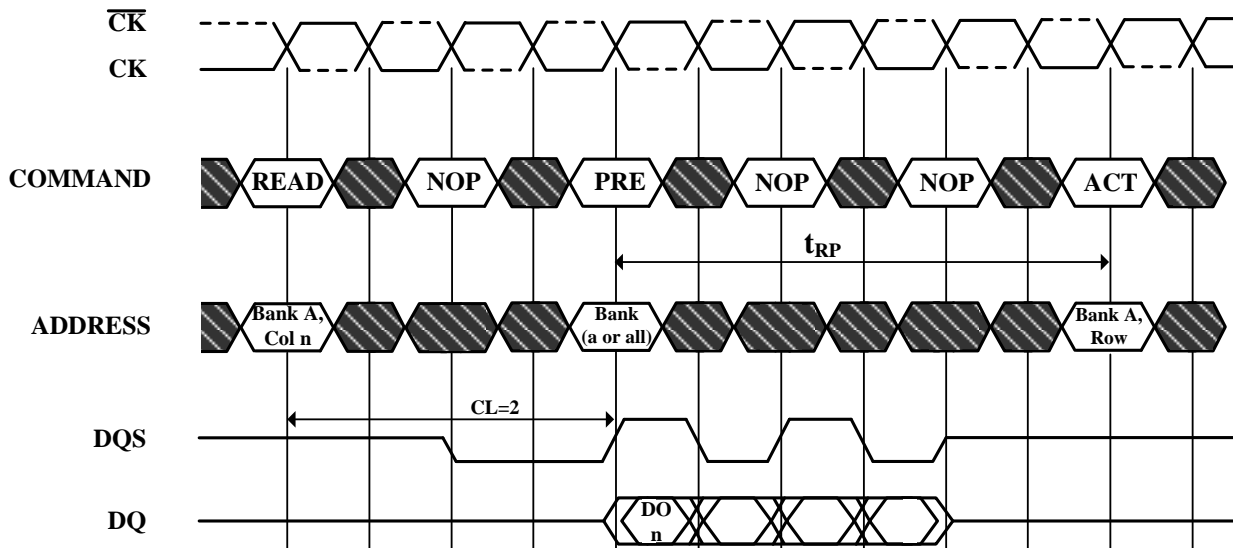 CK
CK
COMMAND
READ
NOP
PRE
NOP
NOP
ACT
tRP
ADDRESS
Bank A,
Col n
Bank
(a or all)
Bank A,
Row
CL=2
DQS
DQ
DO
n